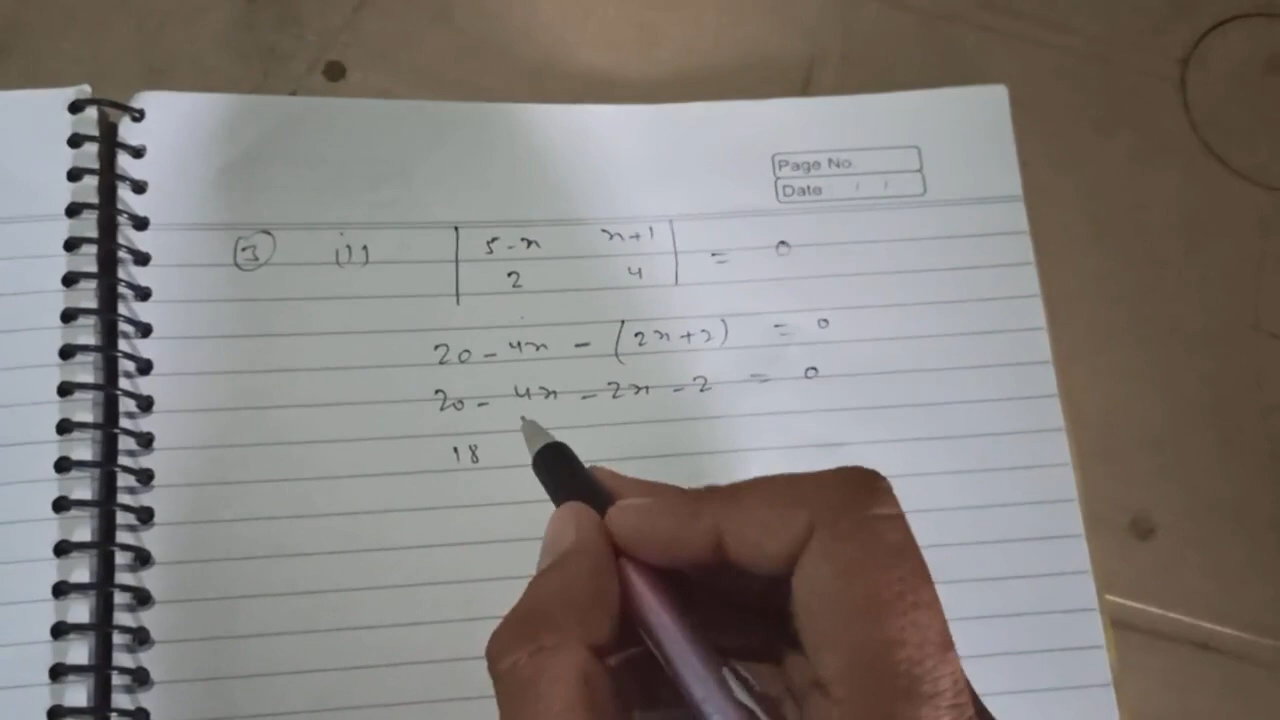 Page No.
Date / /
③ i)) | 5-x x+1 | = 0
| 2 4 |
20 - 4x - (2x+2) = 0
20 - 4x - 2x - 2 = 0
18